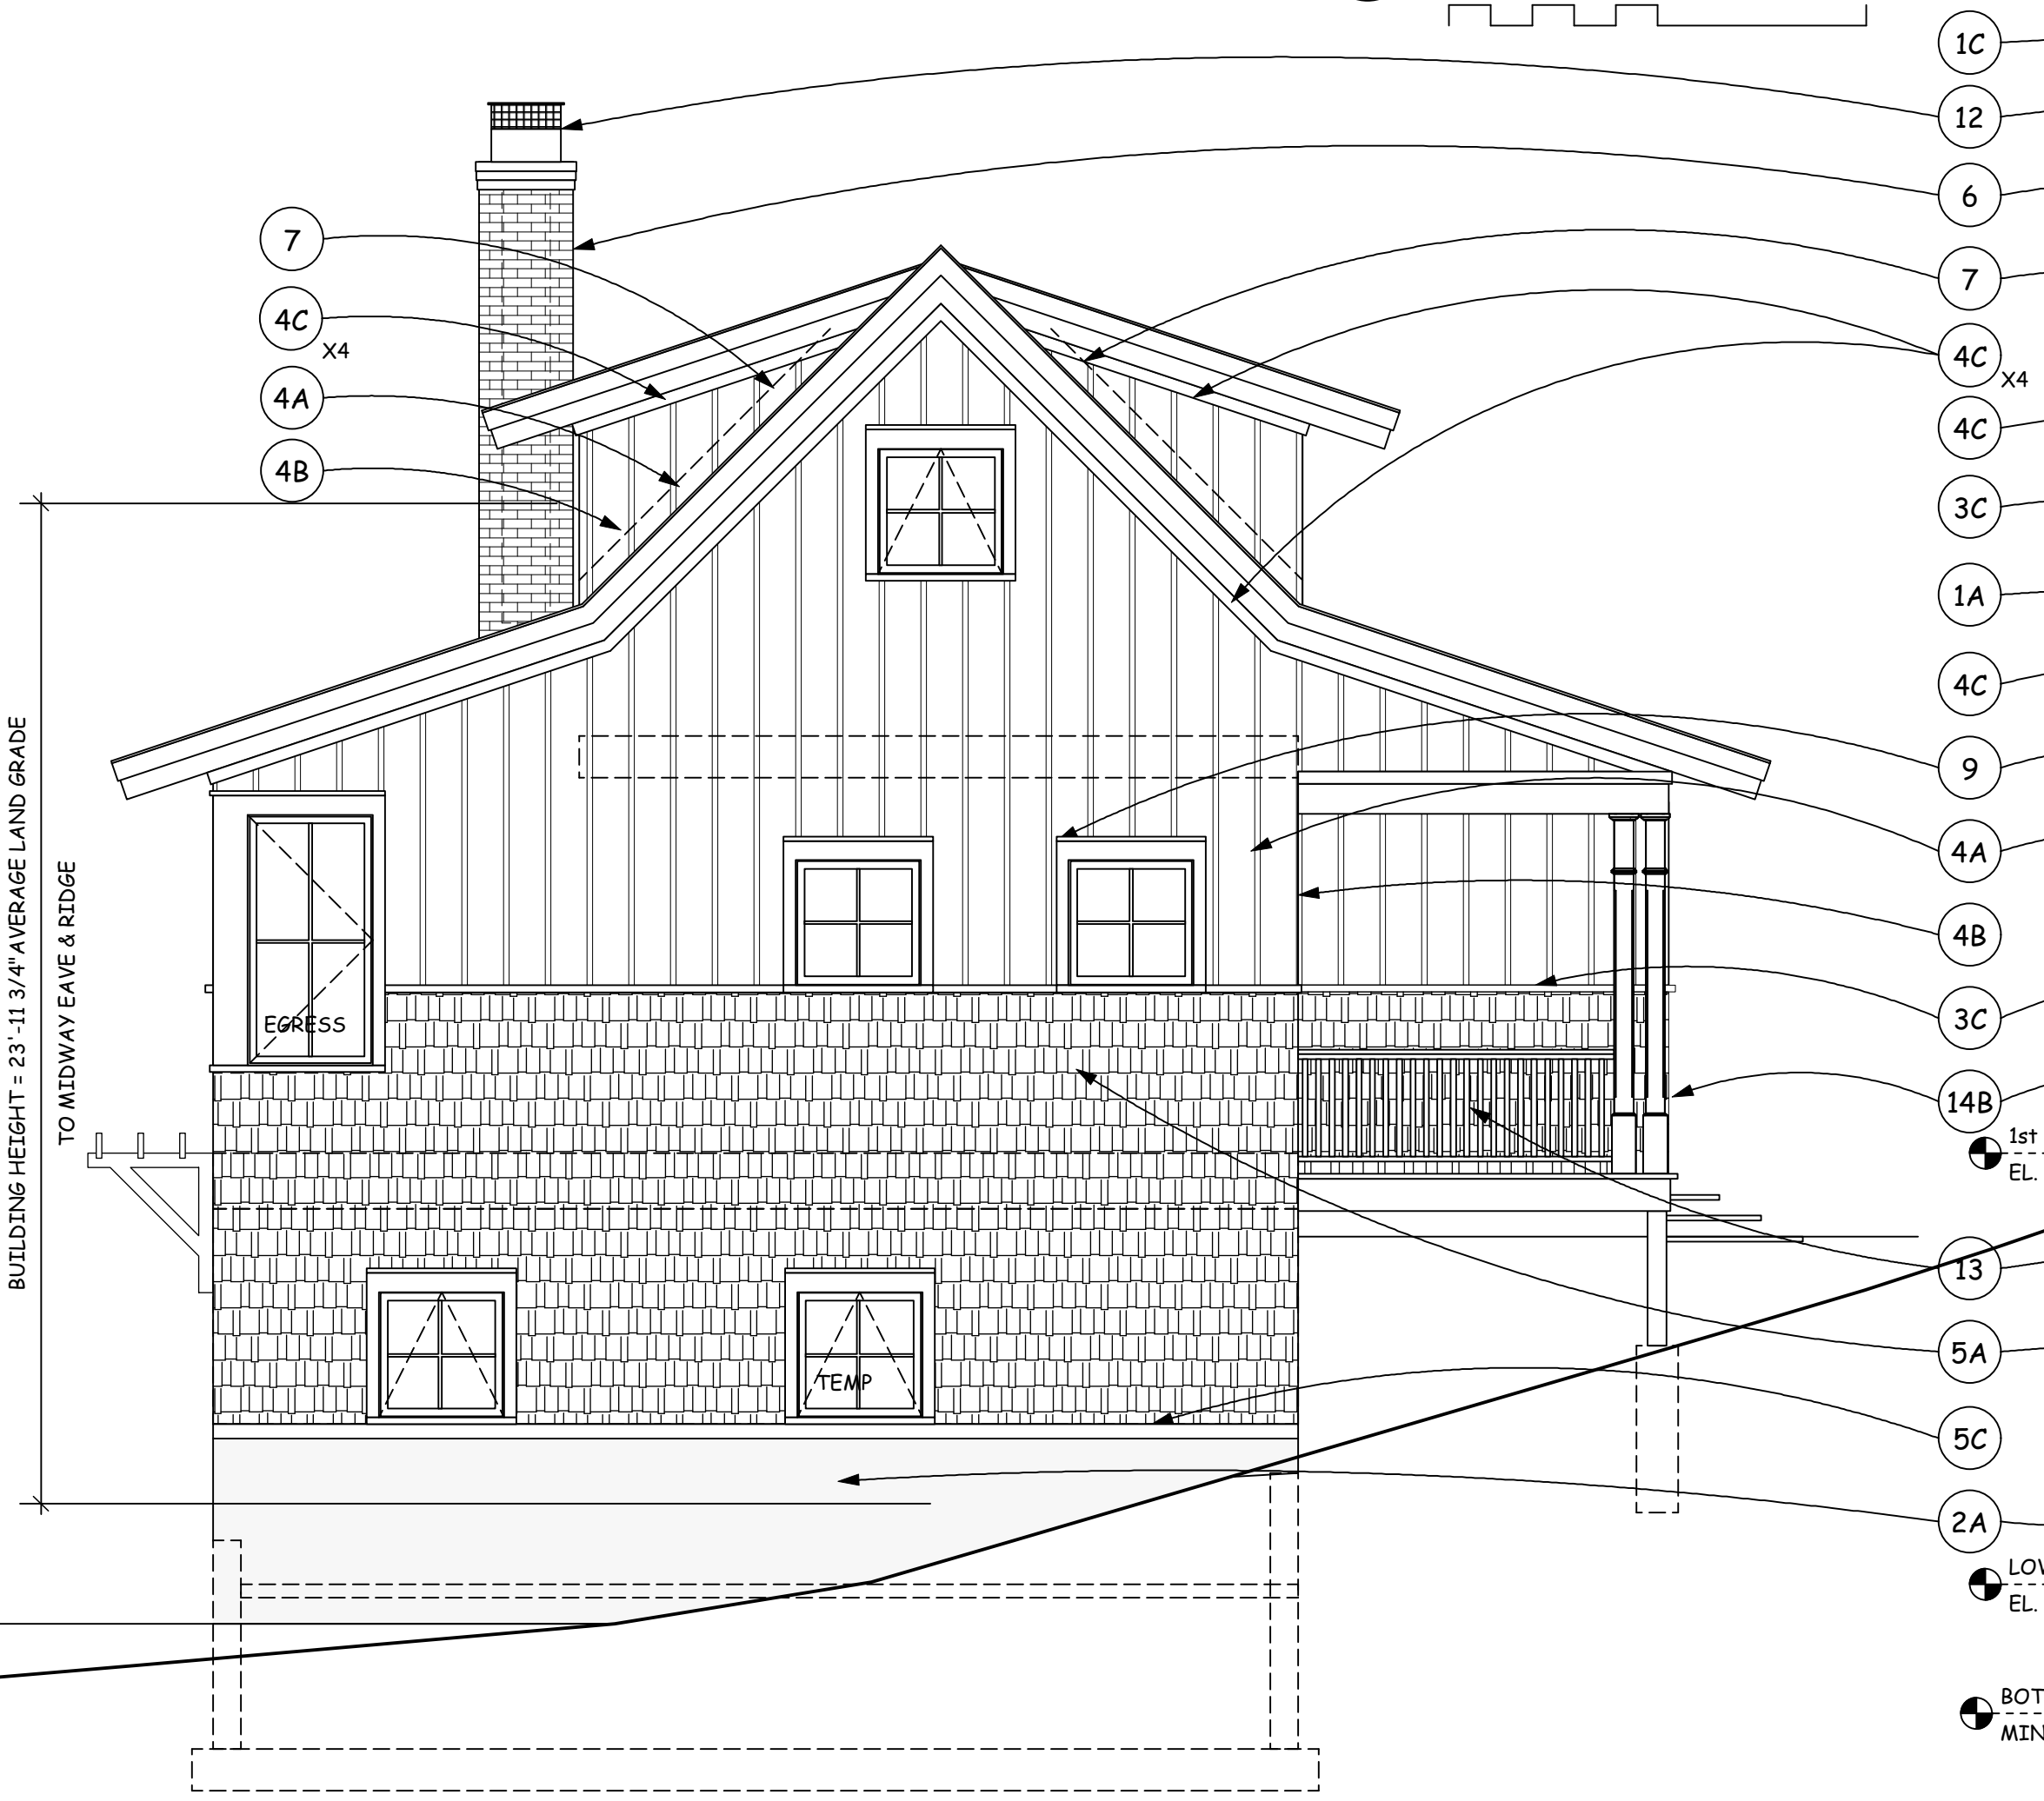 1C
12
6
7
7
4C
X4
4C
X4
4A
4C
4B
3C
1A
4C
9
4A
4B
3C
14B
1st
EL.
13
5A
5C
2A
LOW
EL.
BOT
MIN
BUILDING HEIGHT = 23'-11 3/4" AVERAGE LAND GRADE
TO MIDWAY EAVE & RIDGE
EGRESS
TEMP